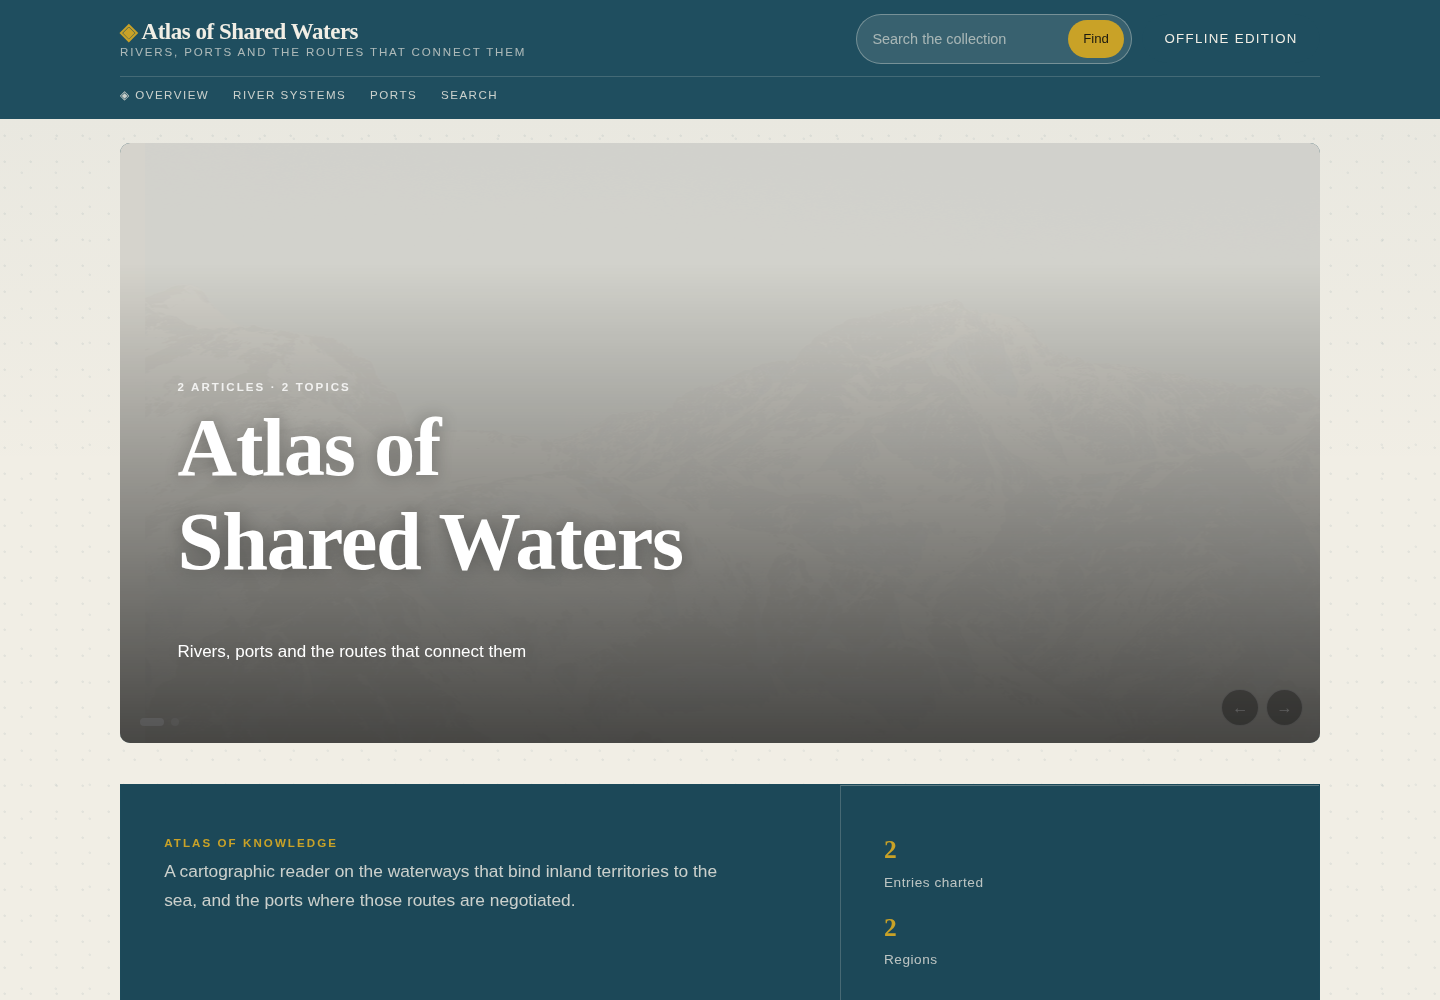 ◈ Atlas of Shared Waters
RIVERS, PORTS AND THE ROUTES THAT CONNECT THEM
Search the collection
Find
OFFLINE EDITION
◈ OVERVIEW
RIVER SYSTEMS
PORTS
SEARCH
2 ARTICLES · 2 TOPICS
Atlas of
Shared Waters
Rivers, ports and the routes that connect them
← →
ATLAS OF KNOWLEDGE
A cartographic reader on the waterways that bind inland territories to the
sea, and the ports where those routes are negotiated.
2
Entries charted
2
Regions